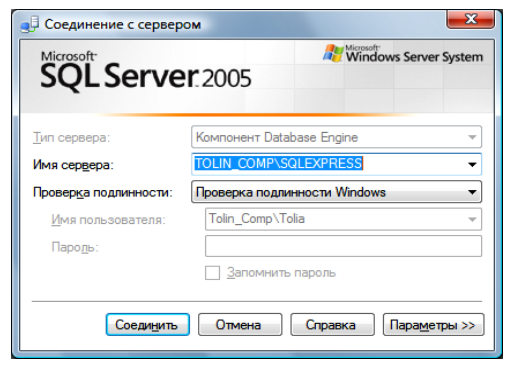 Соединение с сервером
Microsoft
SQL Server 2005
Microsoft
Windows Server System
Тип сервера: Компонент Database Engine
Имя сервера: TOLIN_COMP\SQLEXPRESS
Проверка подлинности: Проверка подлинности Windows
Имя пользователя: Tolin_Comp\Tolia
Пароль:
Запомнить пароль
Соединить Отмена Справка Параметры >>